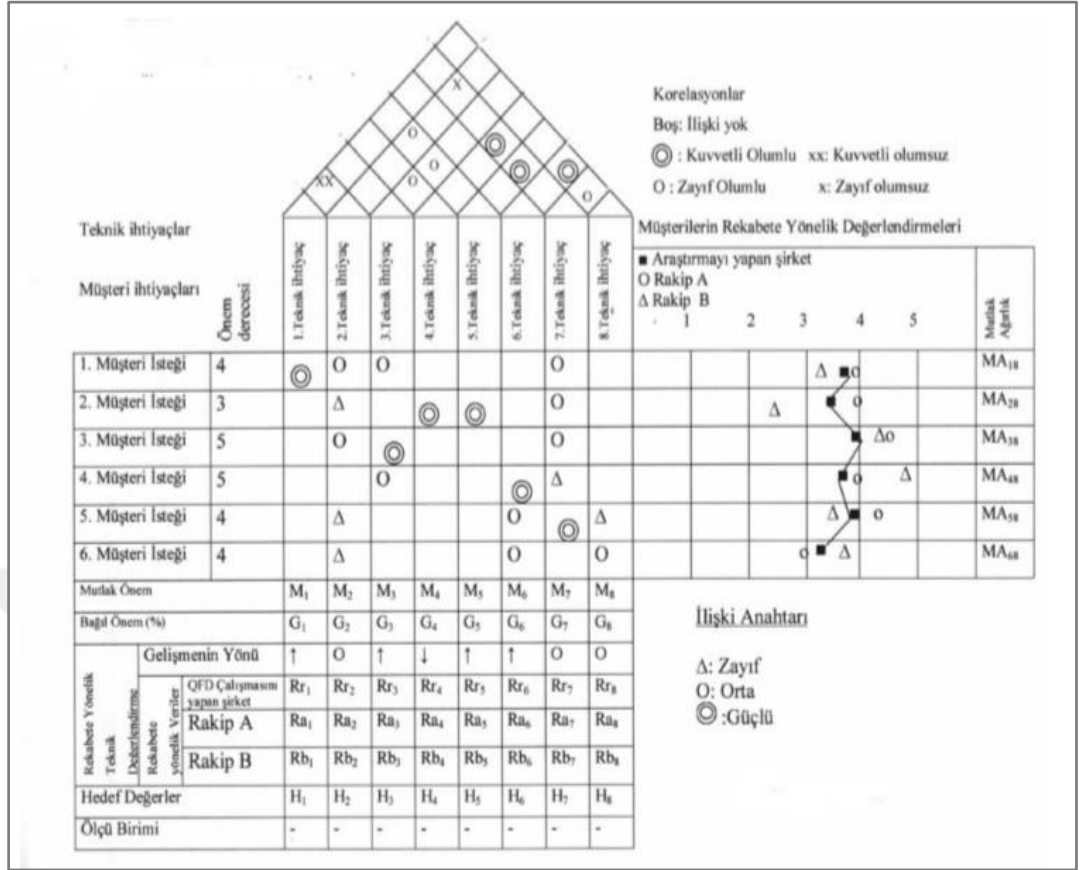 x
O
◎
O ◎ ◎
xx O O
Korelasyonlar
Boş: İlişki yok
◎ : Kuvvetli Olumlu xx: Kuvvetli olumsuz
O : Zayıf Olumlu x: Zayıf olumsuz
Teknik ihtiyaçlar
Müşteri ihtiyaçları
Önem derecesi
1.Teknik ihtiyaç
2.Teknik ihtiyaç
3.Teknik ihtiyaç
4.Teknik ihtiyaç
5.Teknik ihtiyaç
6.Teknik ihtiyaç
7.Teknik ihtiyaç
8.Teknik ihtiyaç
Müşterilerin Rekabete Yönelik Değerlendirmeleri
■ Araştırmayı yapan şirket
O Rakip A
Δ Rakip B
1 2 3 4 5
Mutlak Ağırlık
1. Müşteri İsteği 4 ◎ O O O Δ ■ o MA₁₈
2. Müşteri İsteği 3 Δ ◎ ◎ O Δ ■ o MA₂₈
3. Müşteri İsteği 5 O ◎ O ■ Δ o MA₃₈
4. Müşteri İsteği 5 O ◎ Δ ■ o Δ MA₄₈
5. Müşteri İsteği 4 Δ O ◎ Δ Δ ■ o MA₅₈
6. Müşteri İsteği 4 Δ O O o ■ Δ MA₆₈
Mutlak Önem M₁ M₂ M₃ M₄ M₅ M₆ M₇ M₈
Bağıl Önem (%) G₁ G₂ G₃ G₄ G₅ G₆ G₇ G₈
Rekabete Yönelik Teknik Değerlendirme
Gelişmenin Yönü ↑ O ↑ ↓ ↑ ↑ O O
Rekabete yönelik Veriler
QFD Çalışmasını yapan şirket Rr₁ Rr₂ Rr₃ Rr₄ Rr₅ Rr₆ Rr₇ Rr₈
Rakip A Ra₁ Ra₂ Ra₃ Ra₄ Ra₅ Ra₆ Ra₇ Ra₈
Rakip B Rb₁ Rb₂ Rb₃ Rb₄ Rb₅ Rb₆ Rb₇ Rb₈
Hedef Değerler H₁ H₂ H₃ H₄ H₅ H₆ H₇ H₈
Ölçü Birimi - - - - - - - -
İlişki Anahtarı
Δ: Zayıf
O: Orta
◎ :Güçlü